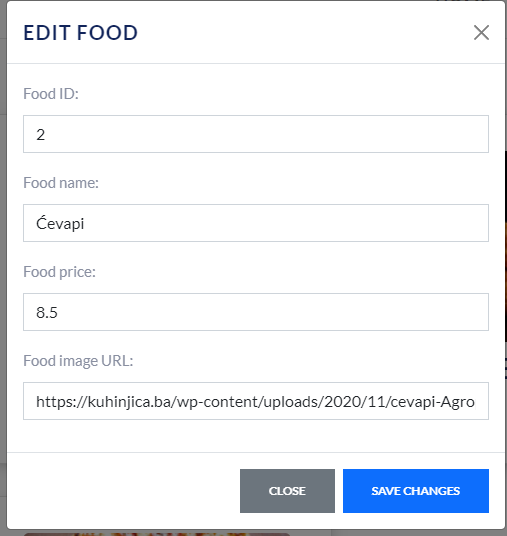 EDIT FOOD
Food ID:
2
Food name:
Ćevapi
Food price:
8.5
Food image URL:
https://kuhinjica.ba/wp-content/uploads/2020/11/cevapi-Agro
CLOSE
SAVE CHANGES